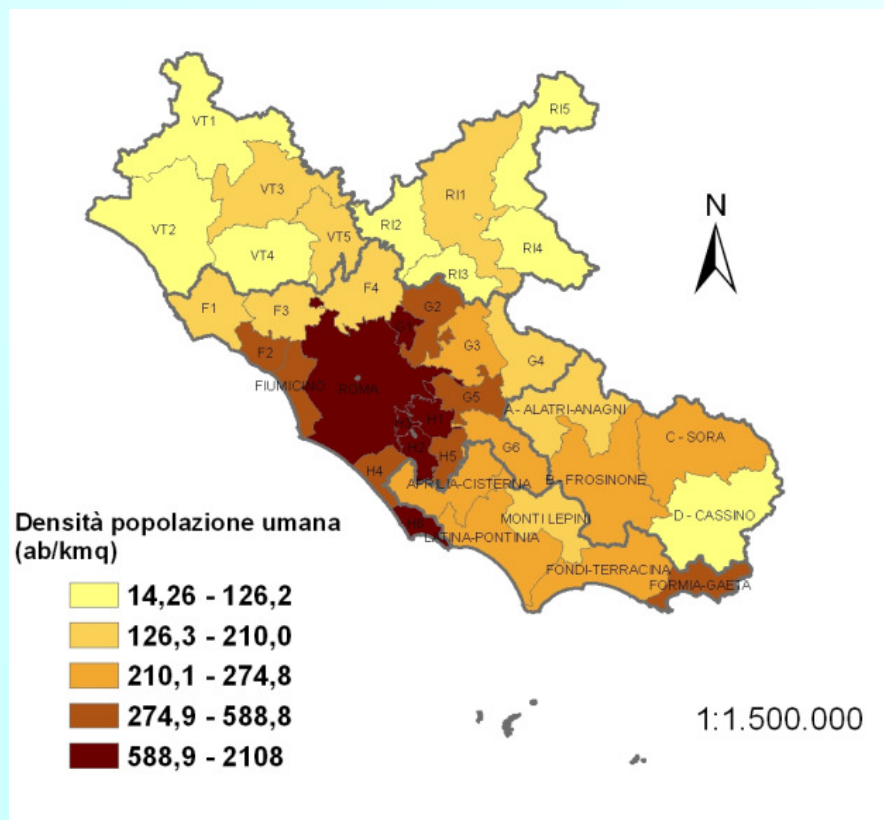 RI5
VT1
VT3
RI1
RI2
VT2
VT5
RI4
VT4
RI3
N
F4
F1
F3
G2
G3
F2
G4
FIUMICINO
ROMA
G5
A - ALATRI-ANAGNI
H1
C - SORA
H2
G6
H5
H4
B - FROSINONE
APRILIA-CISTERNA
D - CASSINO
MONTI LEPINI
LATINA-PONTINIA
FONDI-TERRACINA
FORMIA-GAETA
Densità popolazione umana
(ab/kmq)
14,26 - 126,2
126,3 - 210,0
210,1 - 274,8
274,9 - 588,8
588,9 - 2108
1:1.500.000